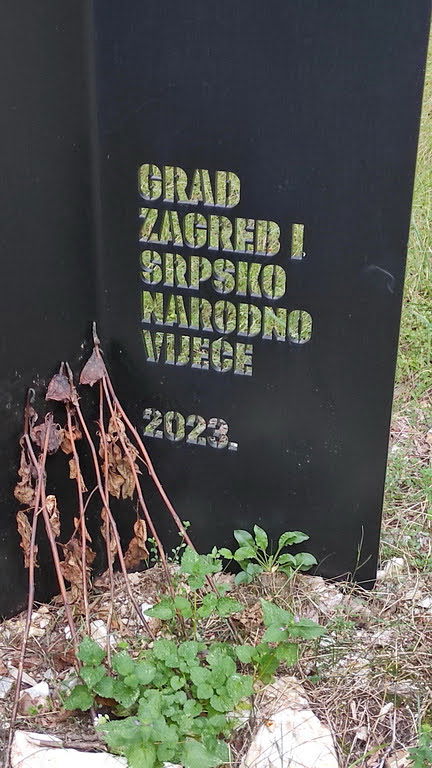 GRAD
ZAGREB I
SRPSKO
NARODNO
VIJEĆE
2023.